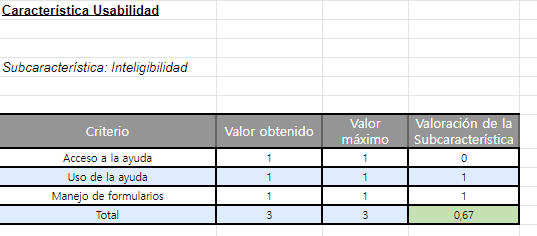 Característica Usabilidad
Subcaracterística: Inteligibilidad
Criterio Valor obtenido Valor máximo Valoración de la Subcaracterística
Acceso a la ayuda 1 1 0
Uso de la ayuda 1 1 1
Manejo de formularios 1 1 1
Total 3 3 0,67